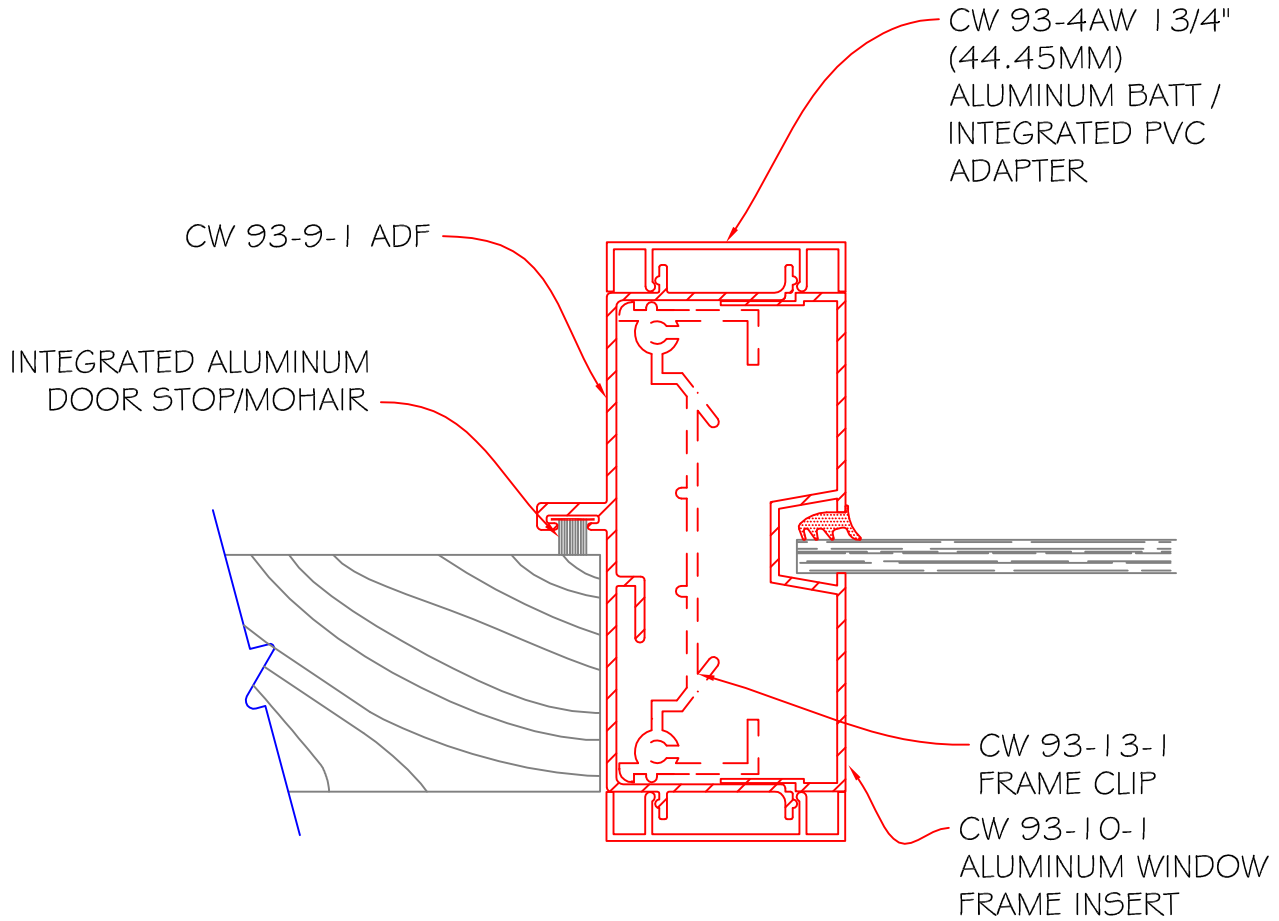 CW 93-4AW 1 3/4"
(44.45MM)
ALUMINUM BATT /
INTEGRATED PVC
ADAPTER
CW 93-9-1 ADF
INTEGRATED ALUMINUM
DOOR STOP/MOHAIR
CW 93-13-1
FRAME CLIP
CW 93-10-1
ALUMINUM WINDOW
FRAME INSERT